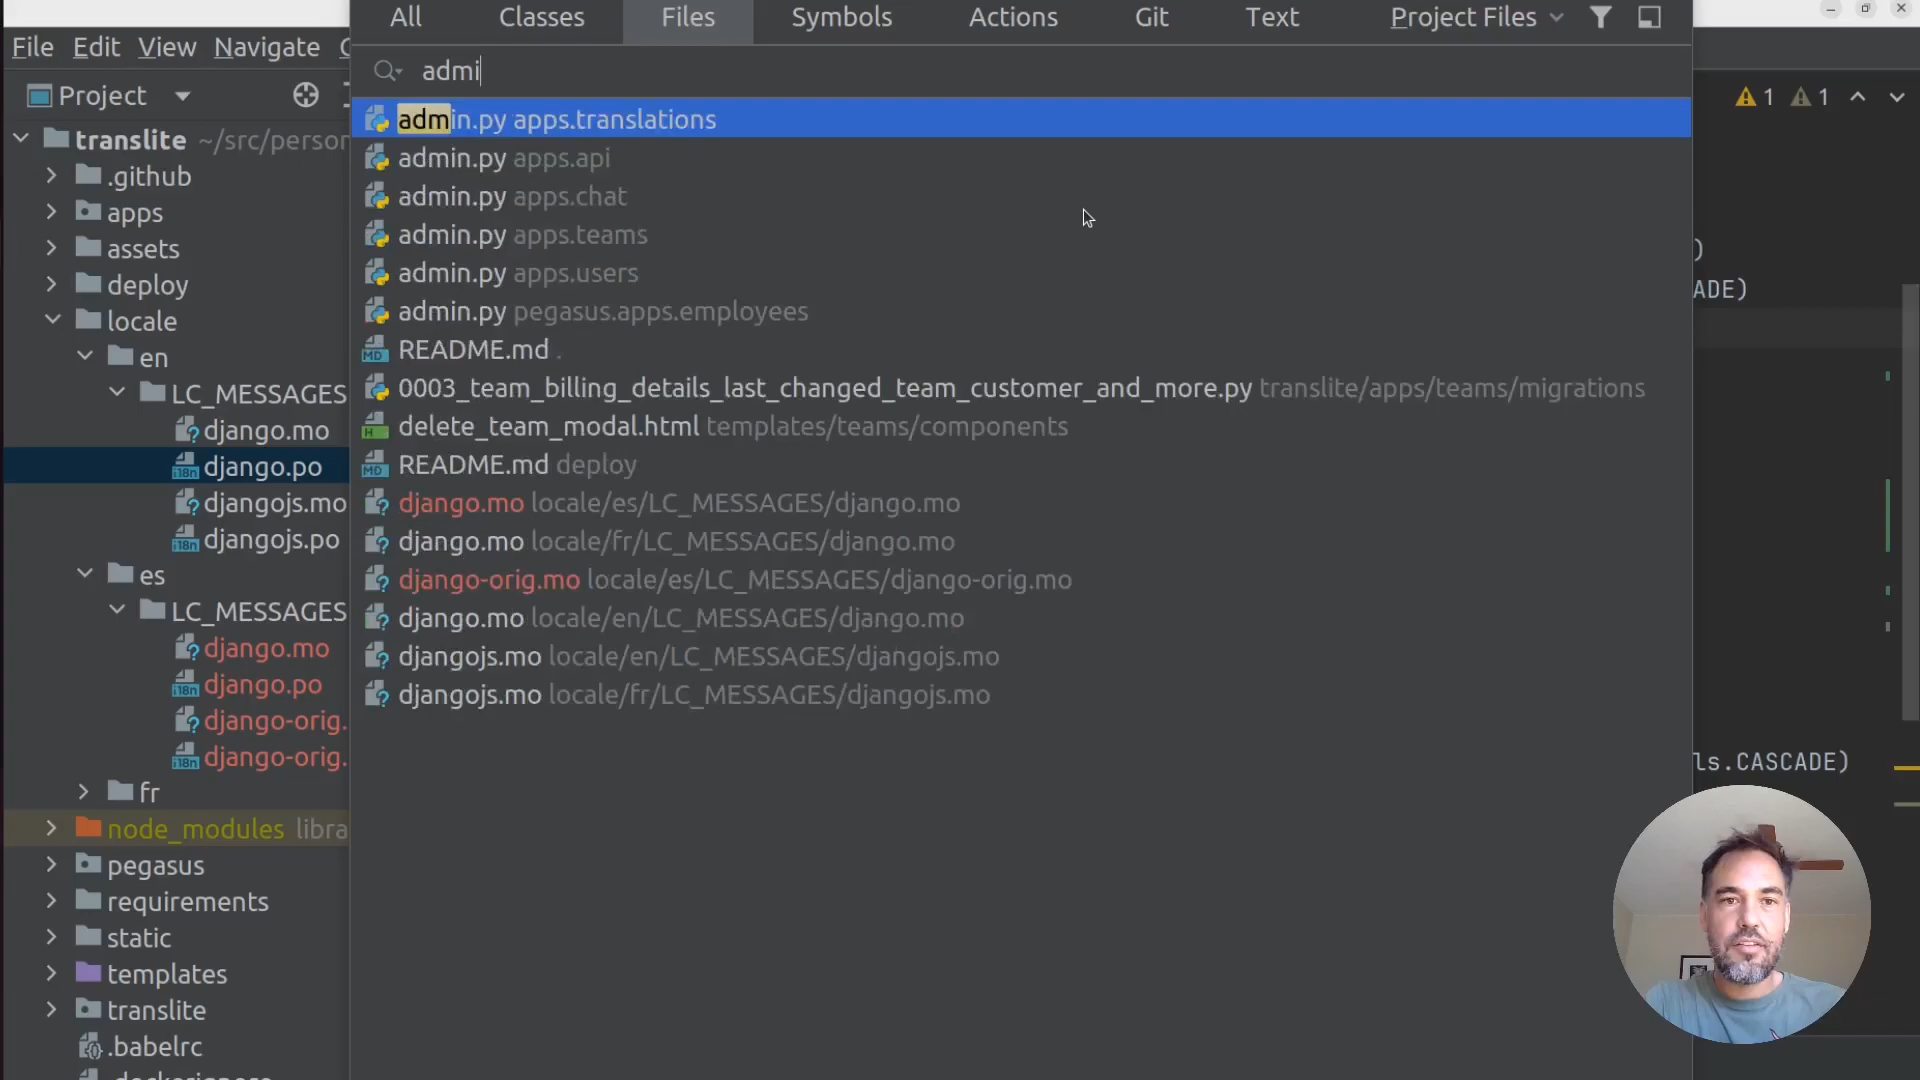 All Classes Files Symbols Actions Git Text Project Files
File Edit View Navigate
admi
Project
1 1
translite ~/src/person
admin.py apps.translations
admin.py apps.api
.github
admin.py apps.chat
apps
admin.py apps.teams
assets
)
admin.py apps.users
deploy
ADE)
admin.py pegasus.apps.employees
locale
README.md .
en
0003_team_billing_details_last_changed_team_customer_and_more.py translite/apps/teams/migrations
LC_MESSAGES
delete_team_modal.html templates/teams/components
django.mo
README.md deploy
django.po
django.mo locale/es/LC_MESSAGES/django.mo
djangojs.mo
django.mo locale/fr/LC_MESSAGES/django.mo
djangojs.po
django-orig.mo locale/es/LC_MESSAGES/django-orig.mo
es
django.mo locale/en/LC_MESSAGES/django.mo
LC_MESSAGES
djangojs.mo locale/en/LC_MESSAGES/djangojs.mo
django.mo
djangojs.mo locale/fr/LC_MESSAGES/djangojs.mo
django.po
django-orig.
django-orig.
ls.CASCADE)
fr
node_modules libra
pegasus
requirements
static
templates
translite
.babelrc